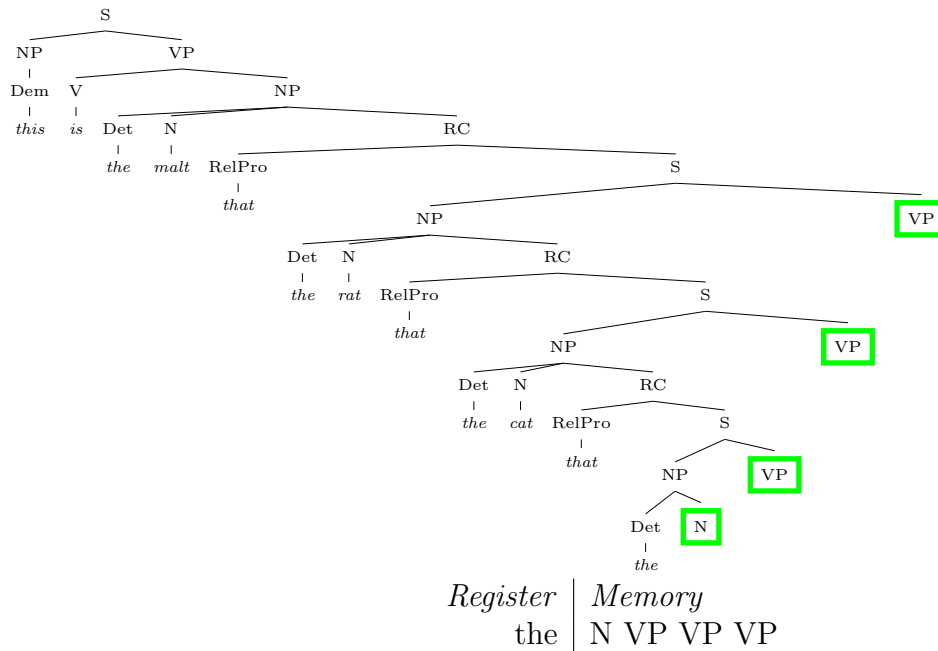 S
NP VP
Dem V NP
this is Det N RC
the malt RelPro S
that
NP VP
Det N RC
the rat RelPro S
that
NP VP
Det N RC
the cat RelPro S
that
NP VP
Det N
the
Register Memory
the N VP VP VP